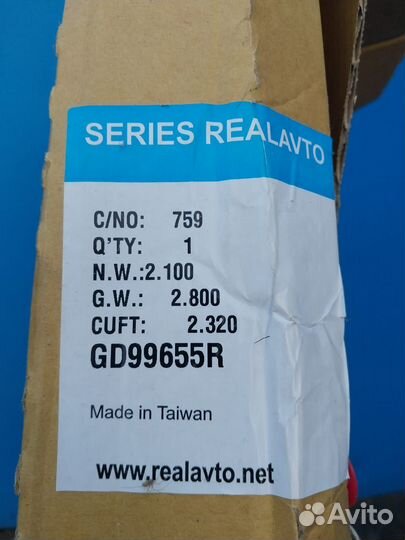 SERIES REALAVTO
C/NO: 759
Q'TY: 1
N.W.:2.100
G.W.: 2.800
CUFT: 2.320
GD99655R
Made in Taiwan
www.realavto.net
Avito